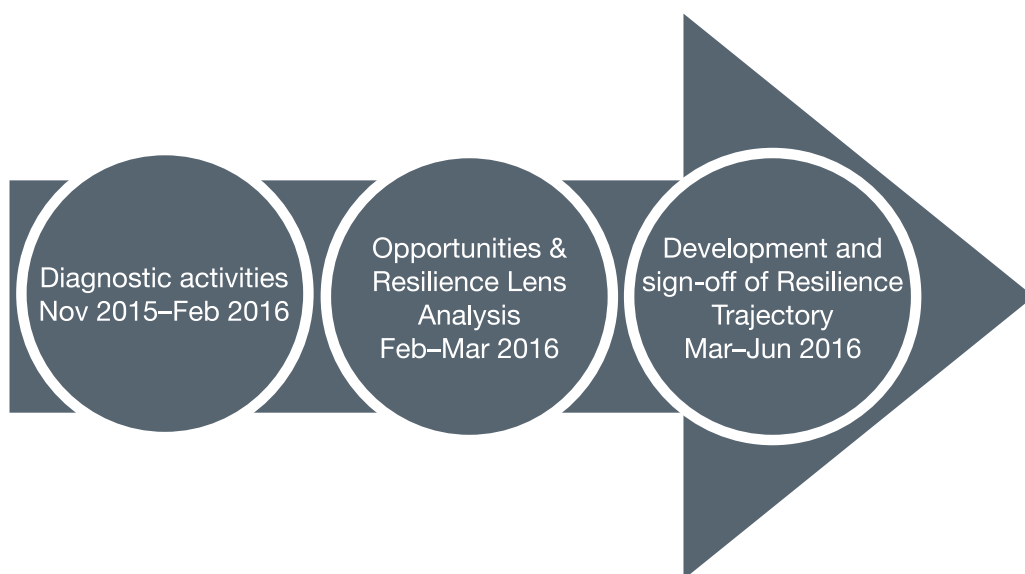 Diagnostic activities
Nov 2015–Feb 2016
Opportunities &
Resilience Lens
Analysis
Feb–Mar 2016
Development and
sign-off of Resilience
Trajectory
Mar–Jun 2016